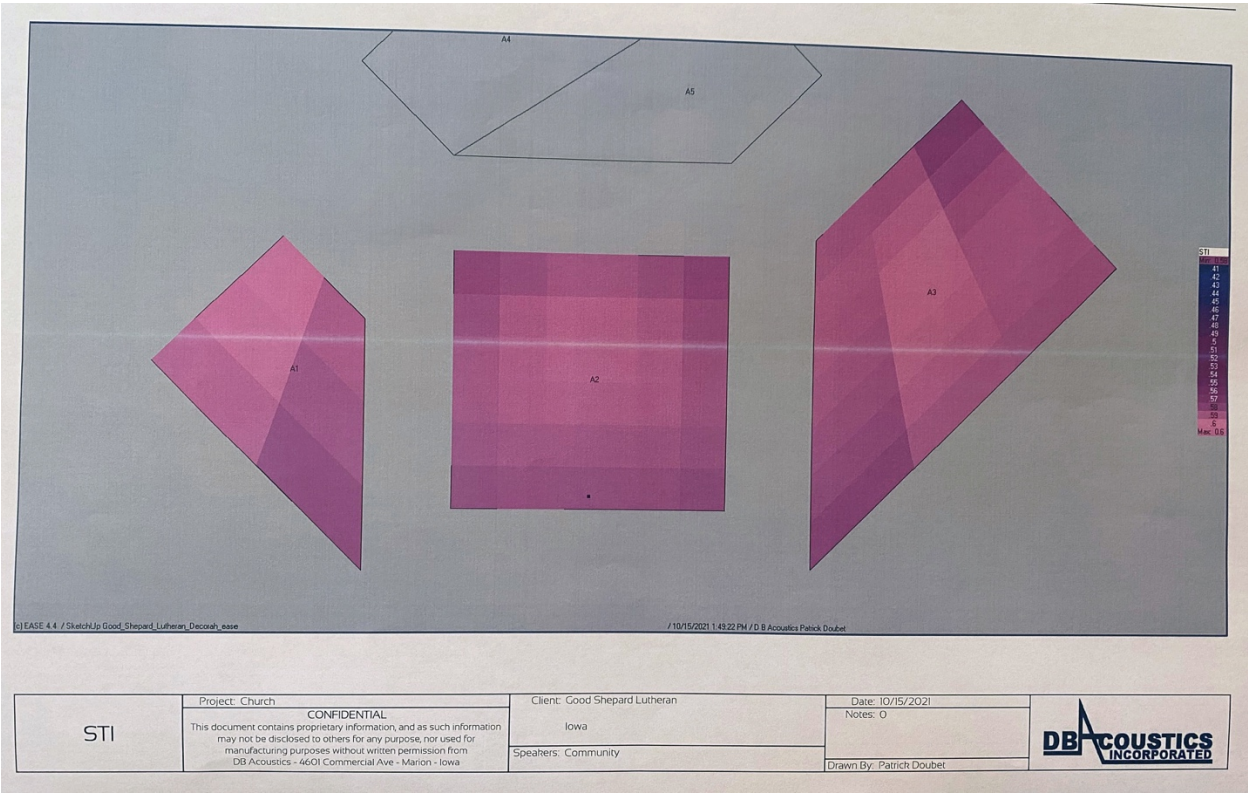 A4
A5
A3
A1
A2
STI
.41
.42
.43
.44
.45
.46
.47
.48
.49
.5
.51
.52
.53
.54
.55
.56
.57
.58
.59
.6
Max: 0.6
(c) EASE 4.4 / SketchUp Good_Shepard_Lutheran_Decorah_ease
/ 10/15/2021 1:49:22 PM / D B Acoustics Patrick Doubet
STI
Project: Church
CONFIDENTIAL
This document contains proprietary information, and as such information
may not be disclosed to others for any purpose, nor used for
manufacturing purposes without written permission from
DB Acoustics - 4601 Commercial Ave - Marion - Iowa
Client: Good Shepard Lutheran
Iowa
Speakers: Community
Date: 10/15/2021
Notes: 0
Drawn By: Patrick Doubet
DB ACOUSTICS
INCORPORATED